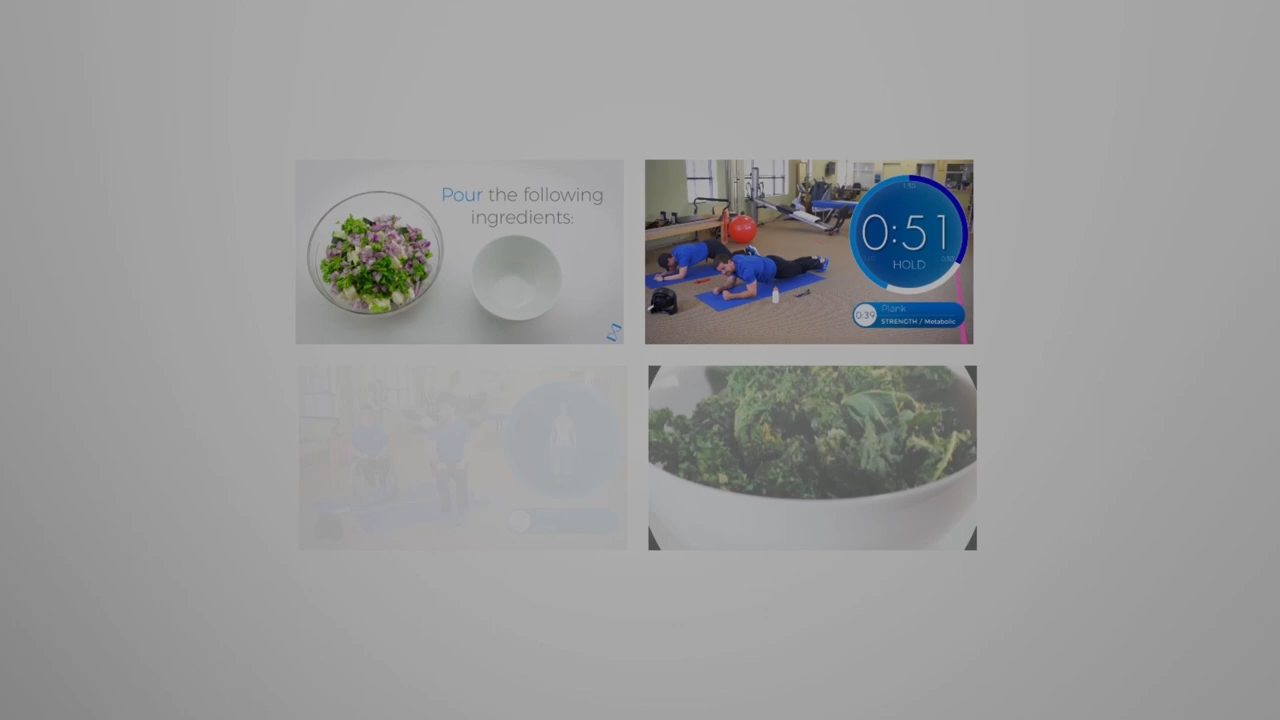 Pour the following
ingredients:
0:51
HOLD
0:39
Plank
STRENGTH / Metabolic